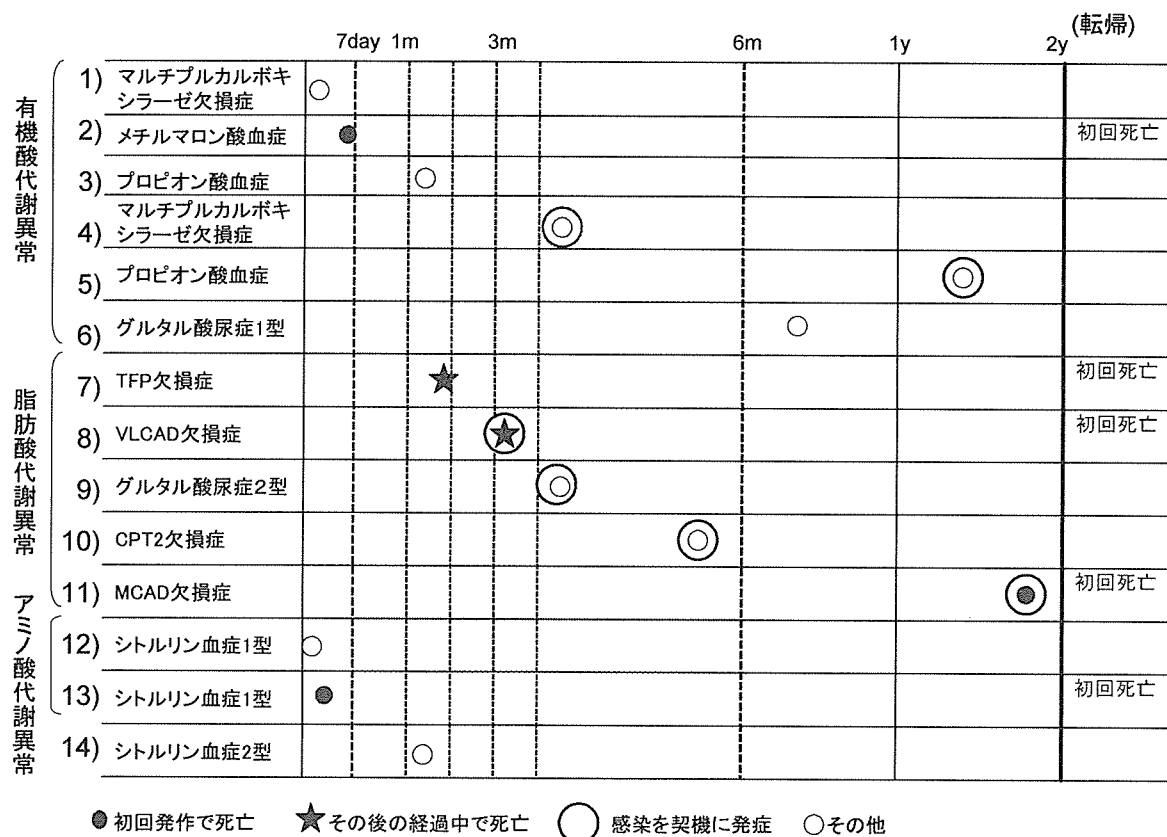 (転帰)
7day 1m 3m 6m 1y 2y
有機酸代謝異常
1) マルチプルカルボキ
シラーゼ欠損症
2) メチルマロン酸血症 初回死亡
3) プロピオン酸血症
4) マルチプルカルボキ
シラーゼ欠損症
5) プロピオン酸血症
6) グルタル酸尿症1型
脂肪酸代謝異常
7) TFP欠損症 初回死亡
8) VLCAD欠損症 初回死亡
9) グルタル酸尿症2型
10) CPT2欠損症
11) MCAD欠損症 初回死亡
アミノ酸代謝異常
12) シトルリン血症1型
13) シトルリン血症1型 初回死亡
14) シトルリン血症2型
初回発作で死亡 その後の経過中で死亡 感染を契機に発症 その他